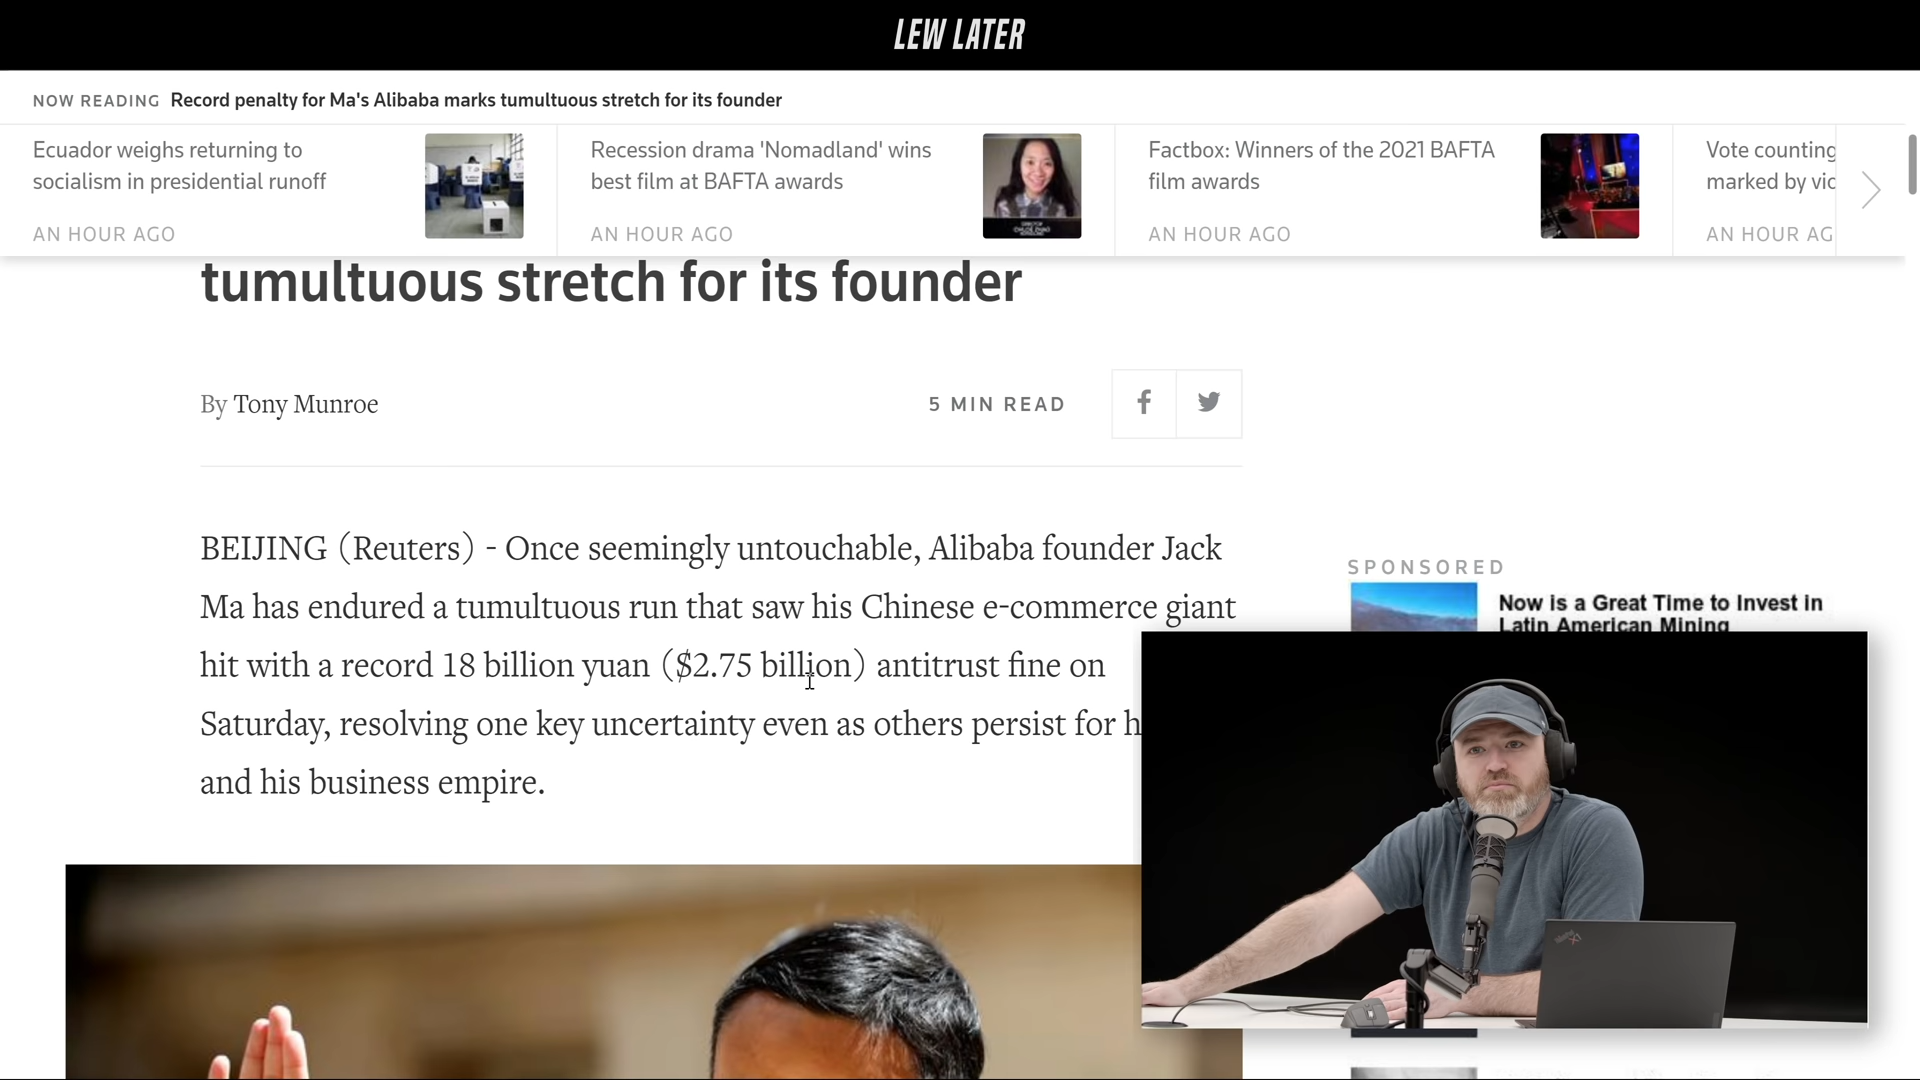 LEW LATER
NOW READING Record penalty for Ma's Alibaba marks tumultuous stretch for its founder
Ecuador weighs returning to
socialism in presidential runoff
AN HOUR AGO
Recession drama 'Nomadland' wins
best film at BAFTA awards
AN HOUR AGO
Factbox: Winners of the 2021 BAFTA
film awards
AN HOUR AGO
Vote counting
marked by vic
AN HOUR AG
tumultuous stretch for its founder
By Tony Munroe
5 MIN READ
BEIJING (Reuters) - Once seemingly untouchable, Alibaba founder Jack
Ma has endured a tumultuous run that saw his Chinese e-commerce giant
hit with a record 18 billion yuan ($2.75 billion) antitrust fine on
Saturday, resolving one key uncertainty even as others persist for h
and his business empire.
SPONSORED
Now is a Great Time to Invest in
Latin American Mining